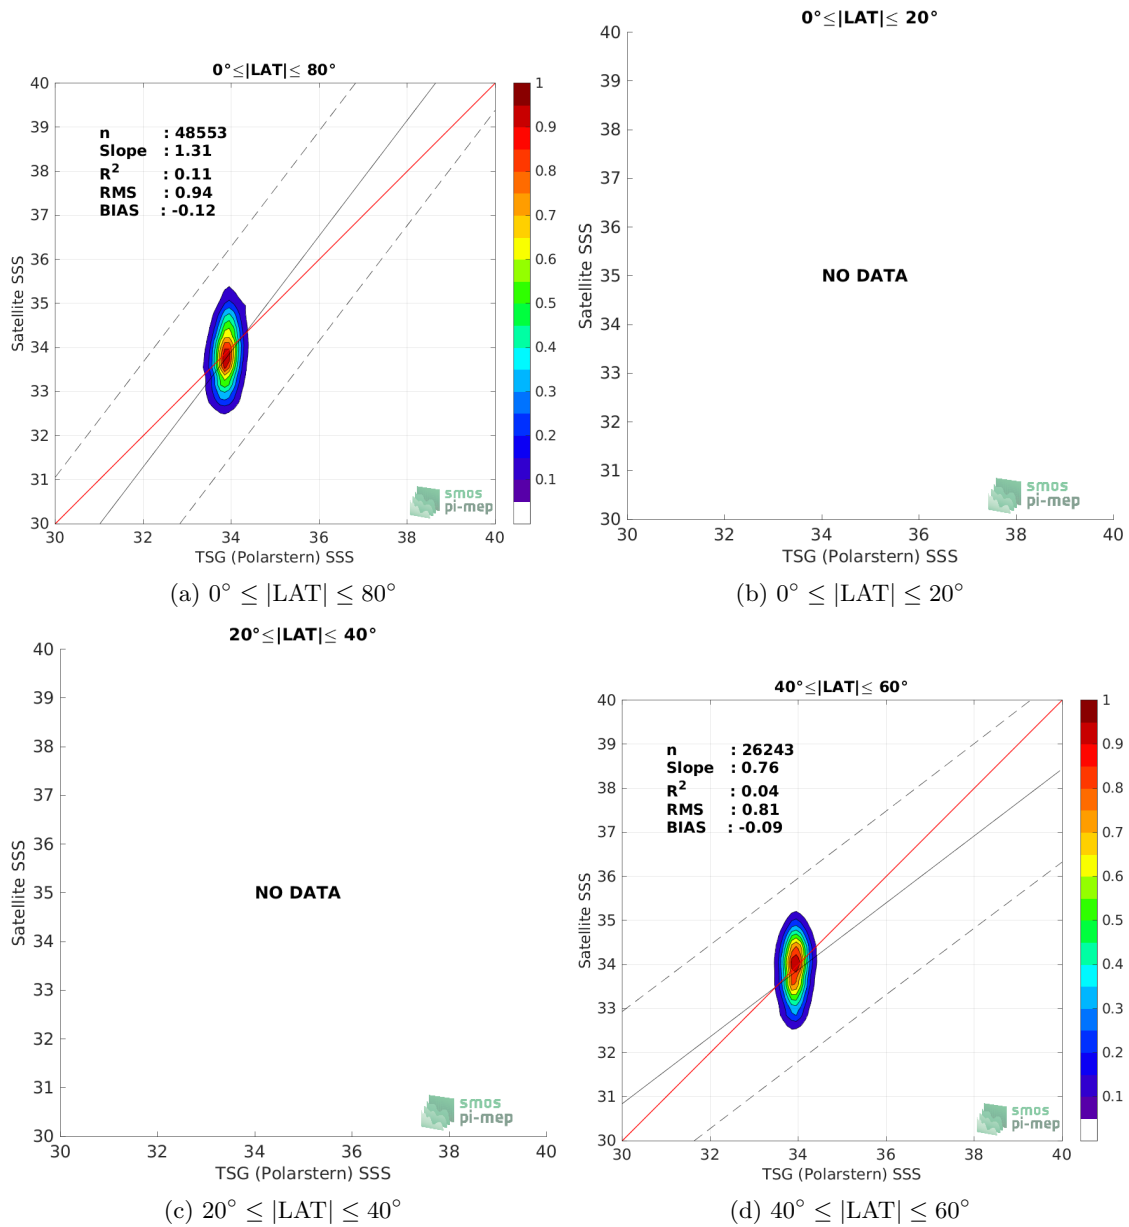 0°≤|LAT|≤ 80°
40
39
38
37
36
35
34
33
32
31
30
Satellite SSS
n : 48553
Slope : 1.31
R² : 0.11
RMS : 0.94
BIAS : -0.12
smos
pi-mep
30 32 34 36 38 40
TSG (Polarstern) SSS
1
0.9
0.8
0.7
0.6
0.5
0.4
0.3
0.2
0.1
(a) 0° ≤ |LAT| ≤ 80°
0°≤|LAT|≤ 20°
40
39
38
37
36
35
34
33
32
31
30
Satellite SSS
NO DATA
smos
pi-mep
30 32 34 36 38 40
TSG (Polarstern) SSS
(b) 0° ≤ |LAT| ≤ 20°
20°≤|LAT|≤ 40°
40
39
38
37
36
35
34
33
32
31
30
Satellite SSS
NO DATA
smos
pi-mep
30 32 34 36 38 40
TSG (Polarstern) SSS
(c) 20° ≤ |LAT| ≤ 40°
40°≤|LAT|≤ 60°
40
39
38
37
36
35
34
33
32
31
30
Satellite SSS
n : 26243
Slope : 0.76
R² : 0.04
RMS : 0.81
BIAS : -0.09
smos
pi-mep
30 32 34 36 38 40
TSG (Polarstern) SSS
1
0.9
0.8
0.7
0.6
0.5
0.4
0.3
0.2
0.1
(d) 40° ≤ |LAT| ≤ 60°